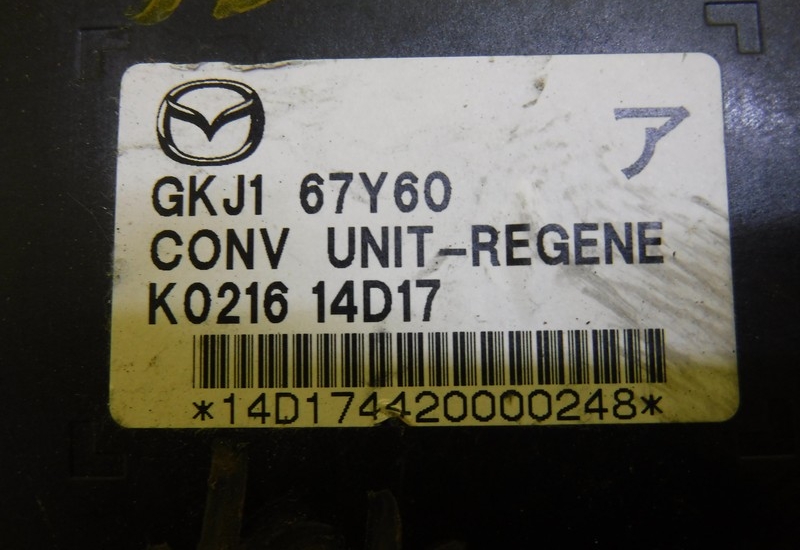 ア
GKJ1 67Y60
CONV UNIT-REGENE
K0216 14D17
*14D174420000248*